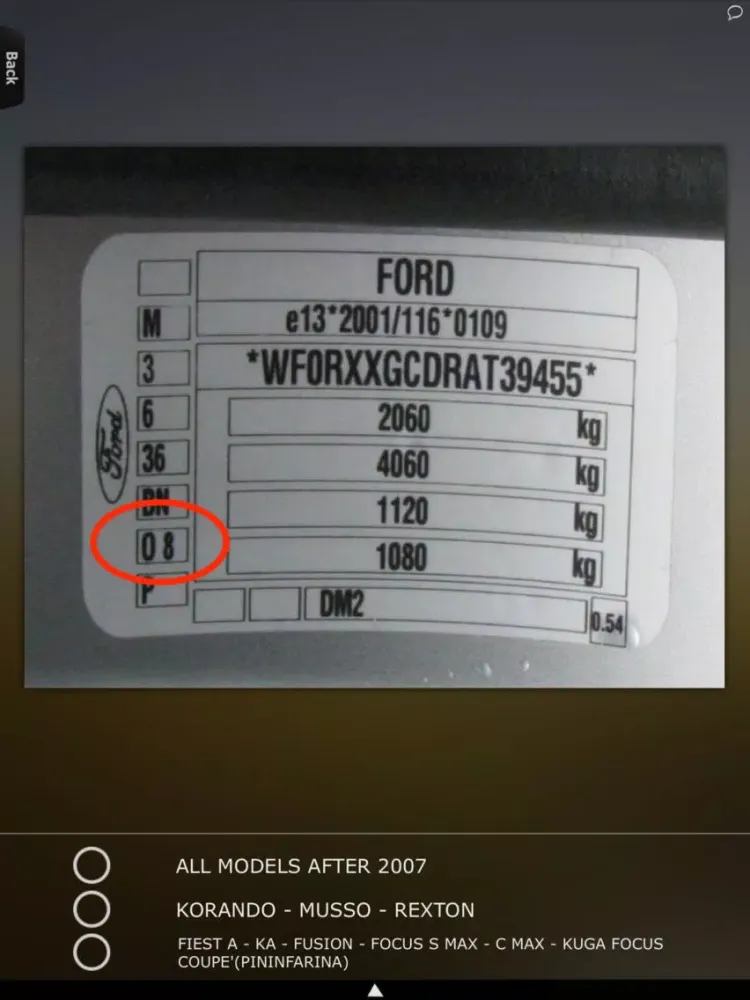 Back
FORD
M
e13*2001/116*0109
3
*WF0RXXGCDRAT39455*
6
2060 kg
36
4060 kg
Ford
BN
1120 kg
O 8
1080 kg
P
DM2
0.54
ALL MODELS AFTER 2007
KORANDO - MUSSO - REXTON
FIEST A - KA - FUSION - FOCUS S MAX - C MAX - KUGA FOCUS
COUPE'(PININFARINA)